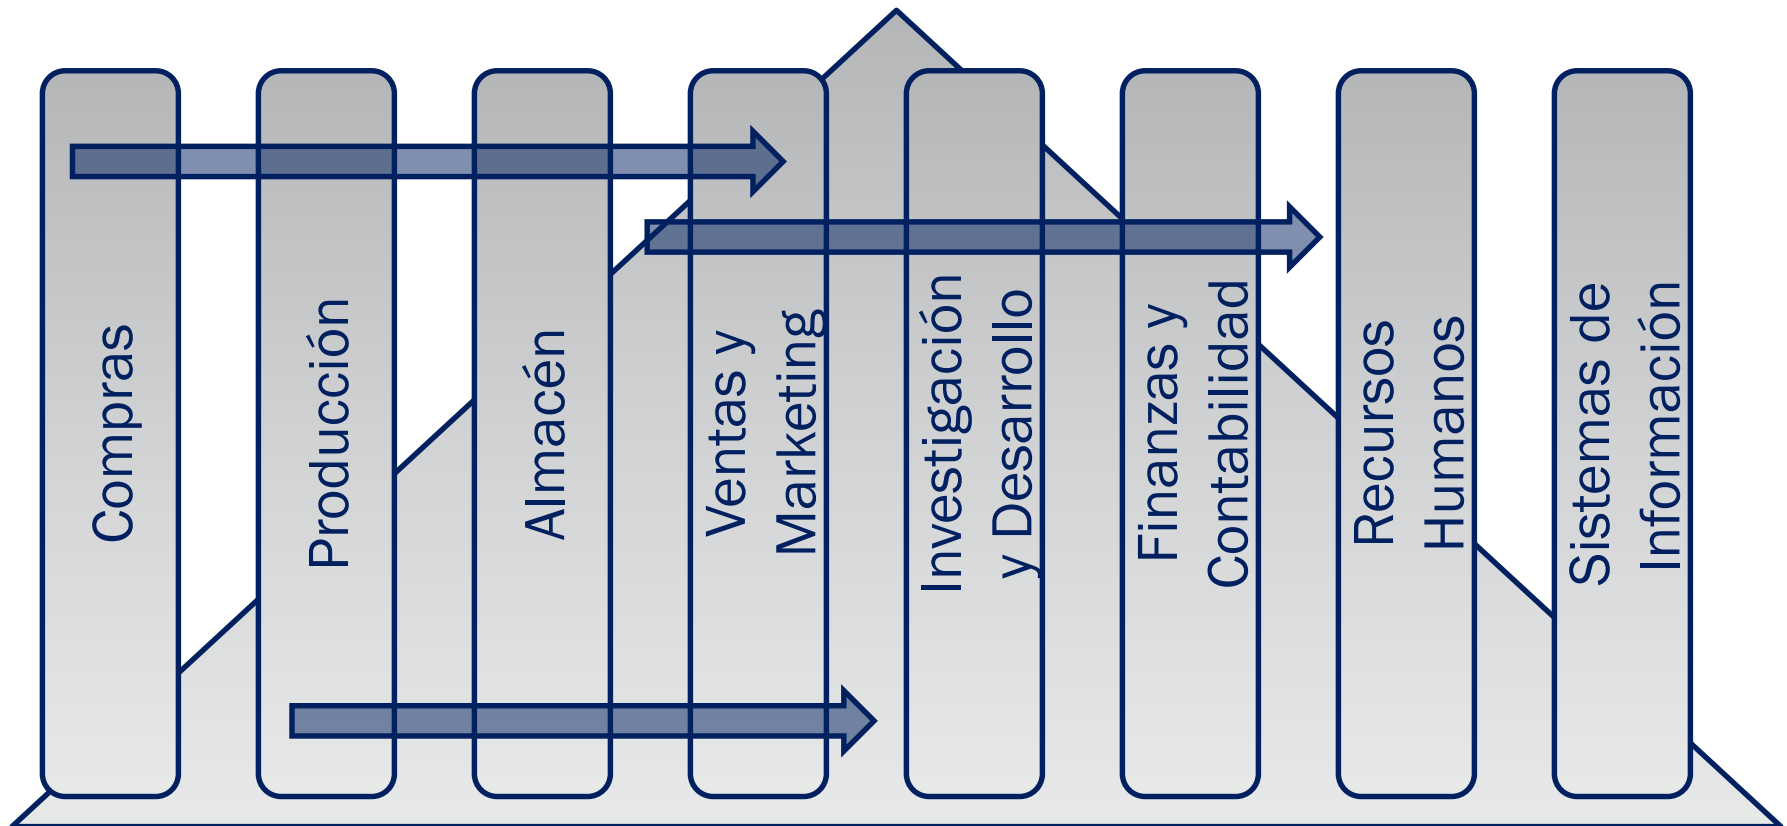 Compras
Producción
Almacén
Ventas y
Marketing
Investigación
y Desarrollo
Finanzas y
Contabilidad
Recursos
Humanos
Sistemas de
Información